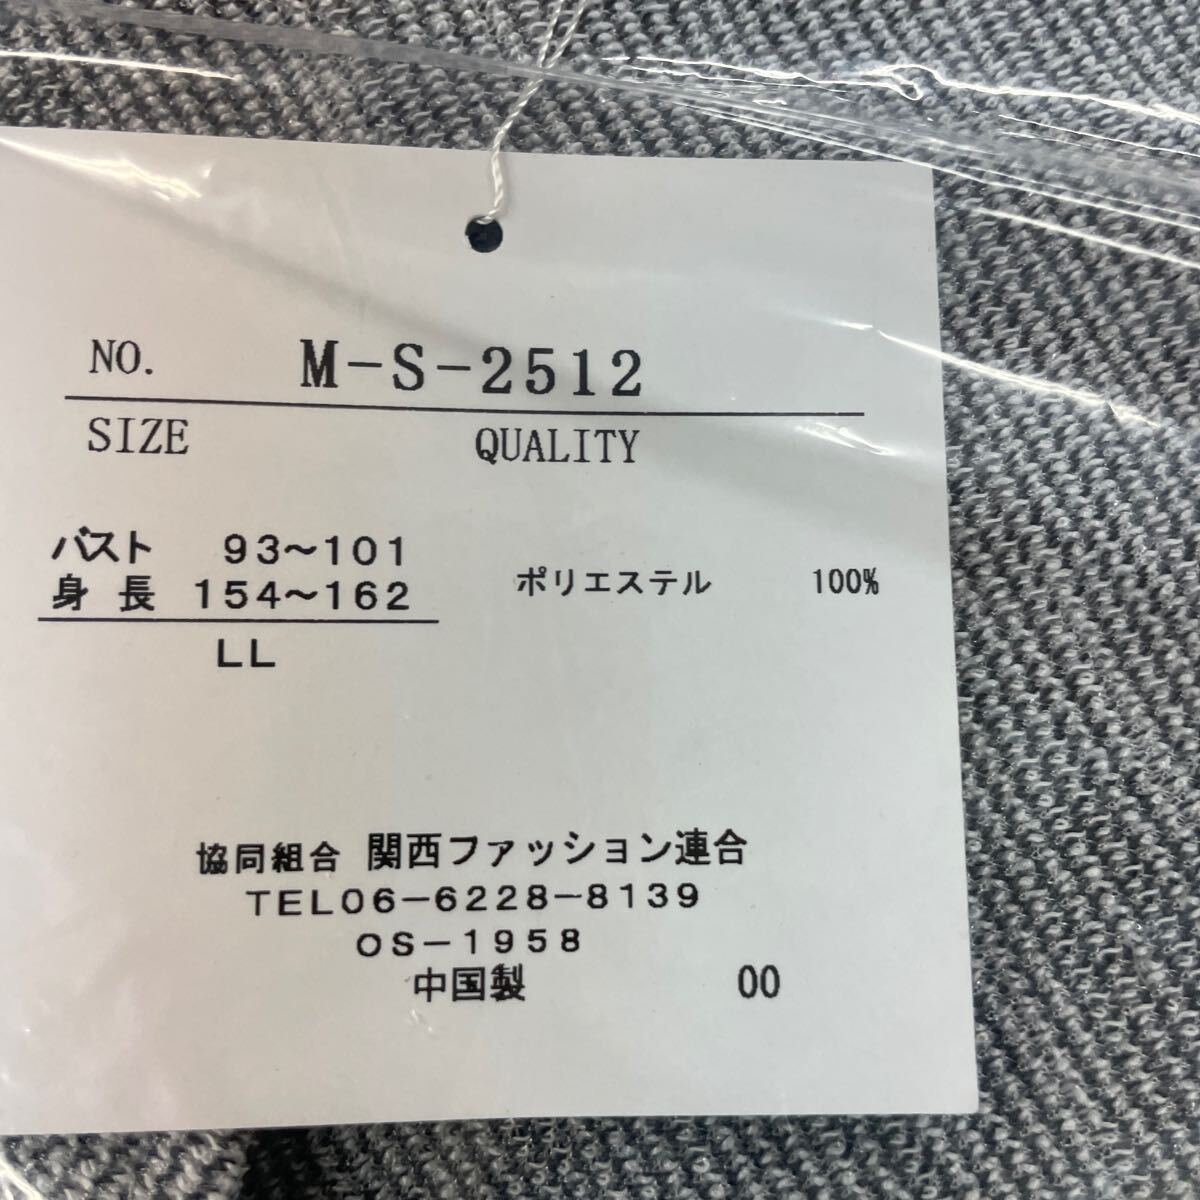 NO. M-S-2512
SIZE QUALITY
バスト 93〜101
身長 154〜162 ポリエステル 100%
LL
協同組合 関西ファッション連合
TEL06-6228-8139
OS-1958
中国製 00